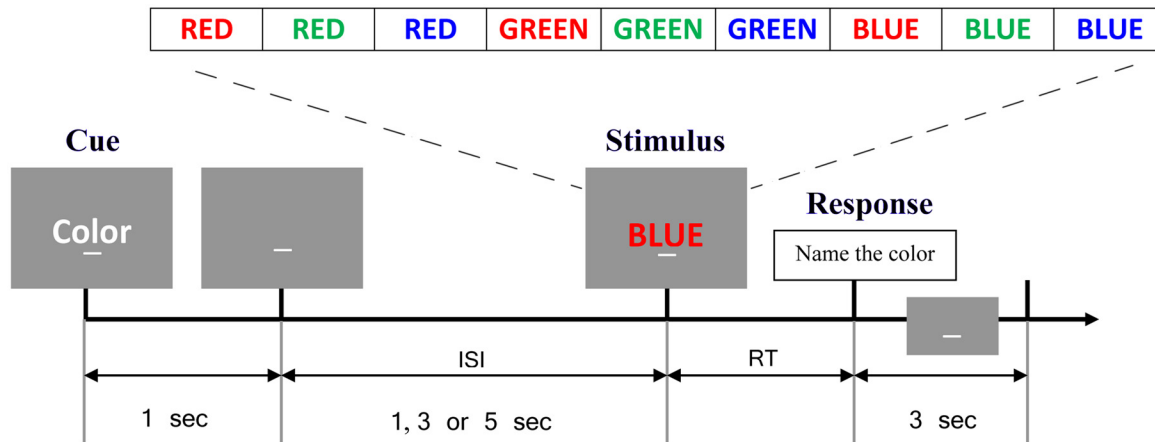 RED RED RED GREEN GREEN GREEN BLUE BLUE BLUE
Cue
Stimulus
Color
_
_
BLUE
_
Response
Name the color
_
ISI
RT
1 sec
1, 3 or 5 sec
3 sec